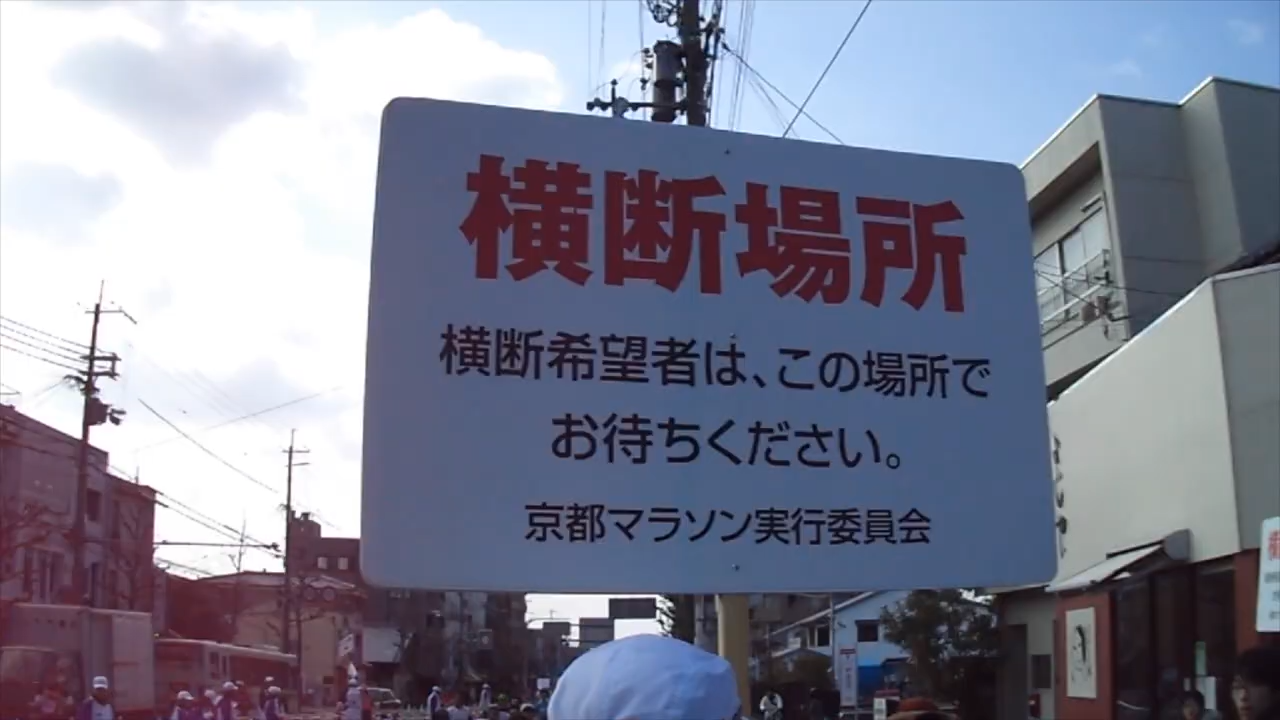 横断場所
横断希望者は、この場所で
お待ちください。
京都マラソン実行委員会